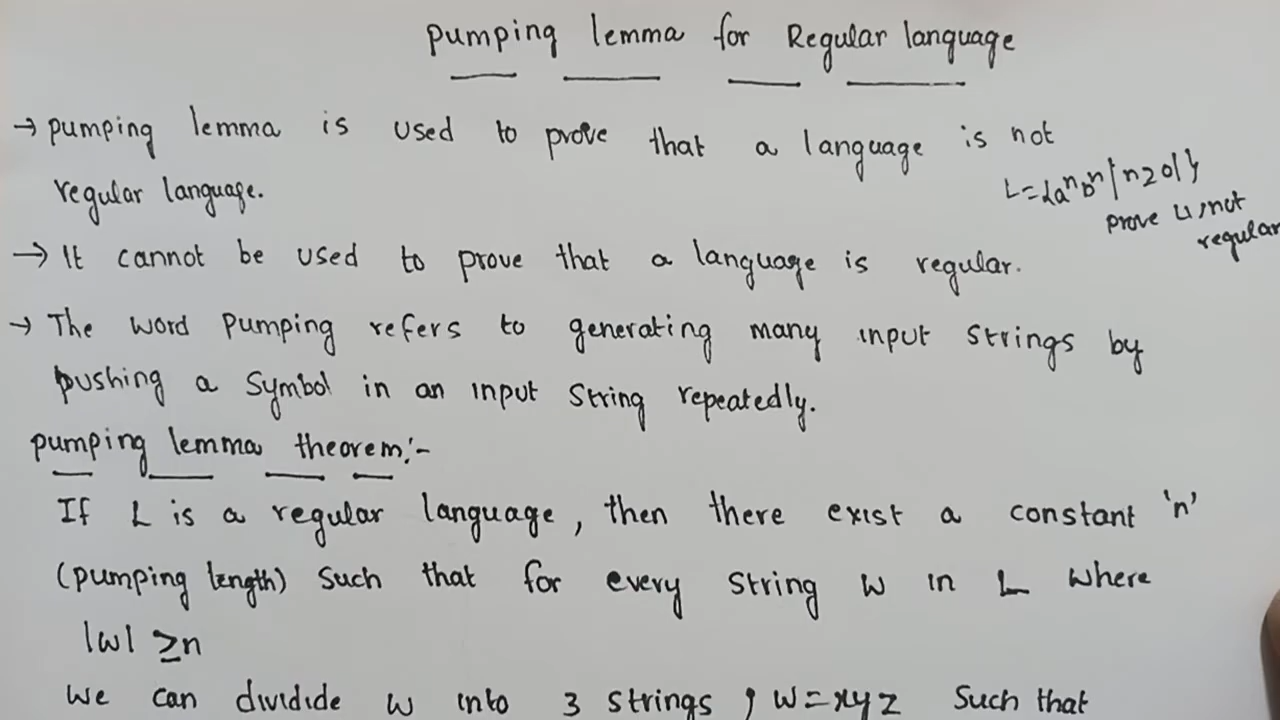 pumping lemma for Regular language
→ pumping lemma is used to prove that a language is not
regular language.
L={aⁿbⁿ|n≥0}
prove L is not
regular
→ It cannot be used to prove that a language is regular.
→ The word pumping refers to generating many input strings by
pushing a symbol in an input string repeatedly.
pumping lemma theorem:-
If L is a regular language, then there exist a constant 'n'
(pumping length) such that for every string w in L where
|w| ≥n
we can dividide w into 3 strings , w=xyz such that